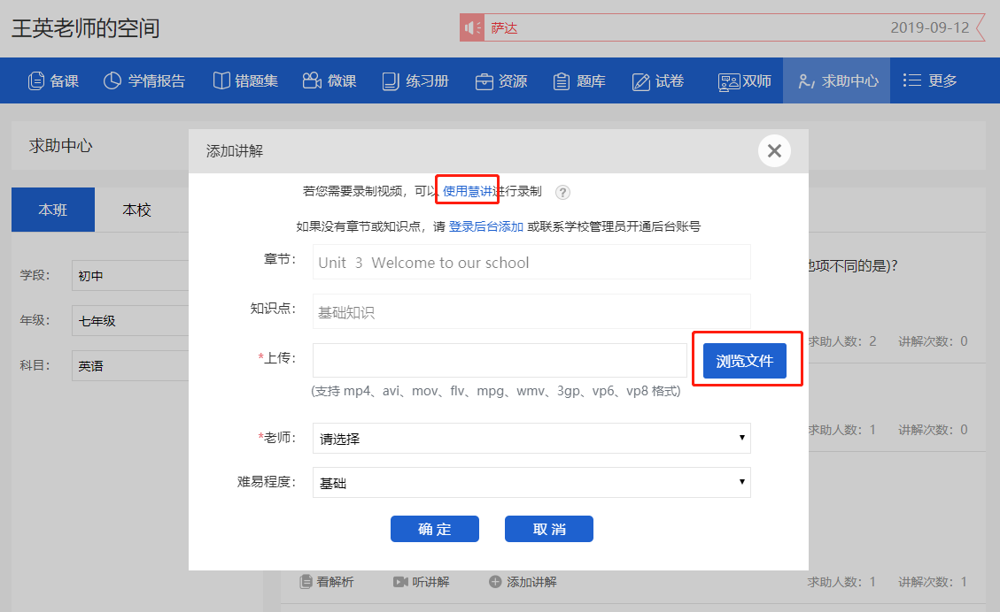 王英老师的空间
萨达 2019-09-12
备课 学情报告 错题集 微课 练习册 资源 题库 试卷 双师 求助中心 更多
求助中心
添加讲解
若您需要录制视频，可以 使用慧讲进行录制 ?
本班 本校
如果没有章节或知识点，请 登录后台添加 或联系学校管理员开通后台账号
章节： Unit 3 Welcome to our school
项不同的是)?
学段： 初中
知识点： 基础知识
年级： 七年级
求助人数：2 讲解次数：0
*上传： 浏览文件
科目： 英语
(支持 mp4、avi、mov、flv、mpg、wmv、3gp、vp6、vp8 格式)
求助人数：1 讲解次数：0
*老师： 请选择
难易程度： 基础
确 定 取 消
看解析 听讲解 添加讲解 求助人数：1 讲解次数：1